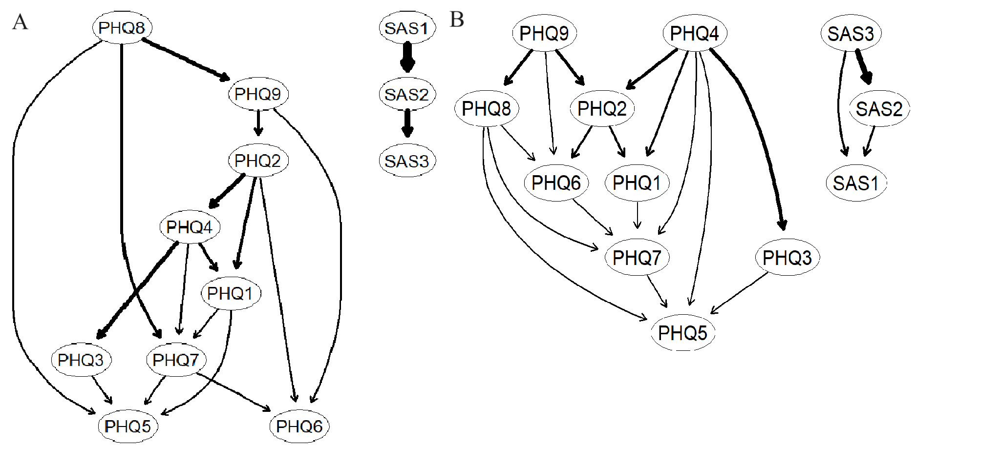 A
PHQ8
SAS1
PHQ9
SAS2
PHQ2
SAS3
PHQ4
PHQ1
PHQ3
PHQ7
PHQ5
PHQ6
B
PHQ9
PHQ4
SAS3
PHQ8
PHQ2
SAS2
PHQ6
PHQ1
SAS1
PHQ7
PHQ3
PHQ5